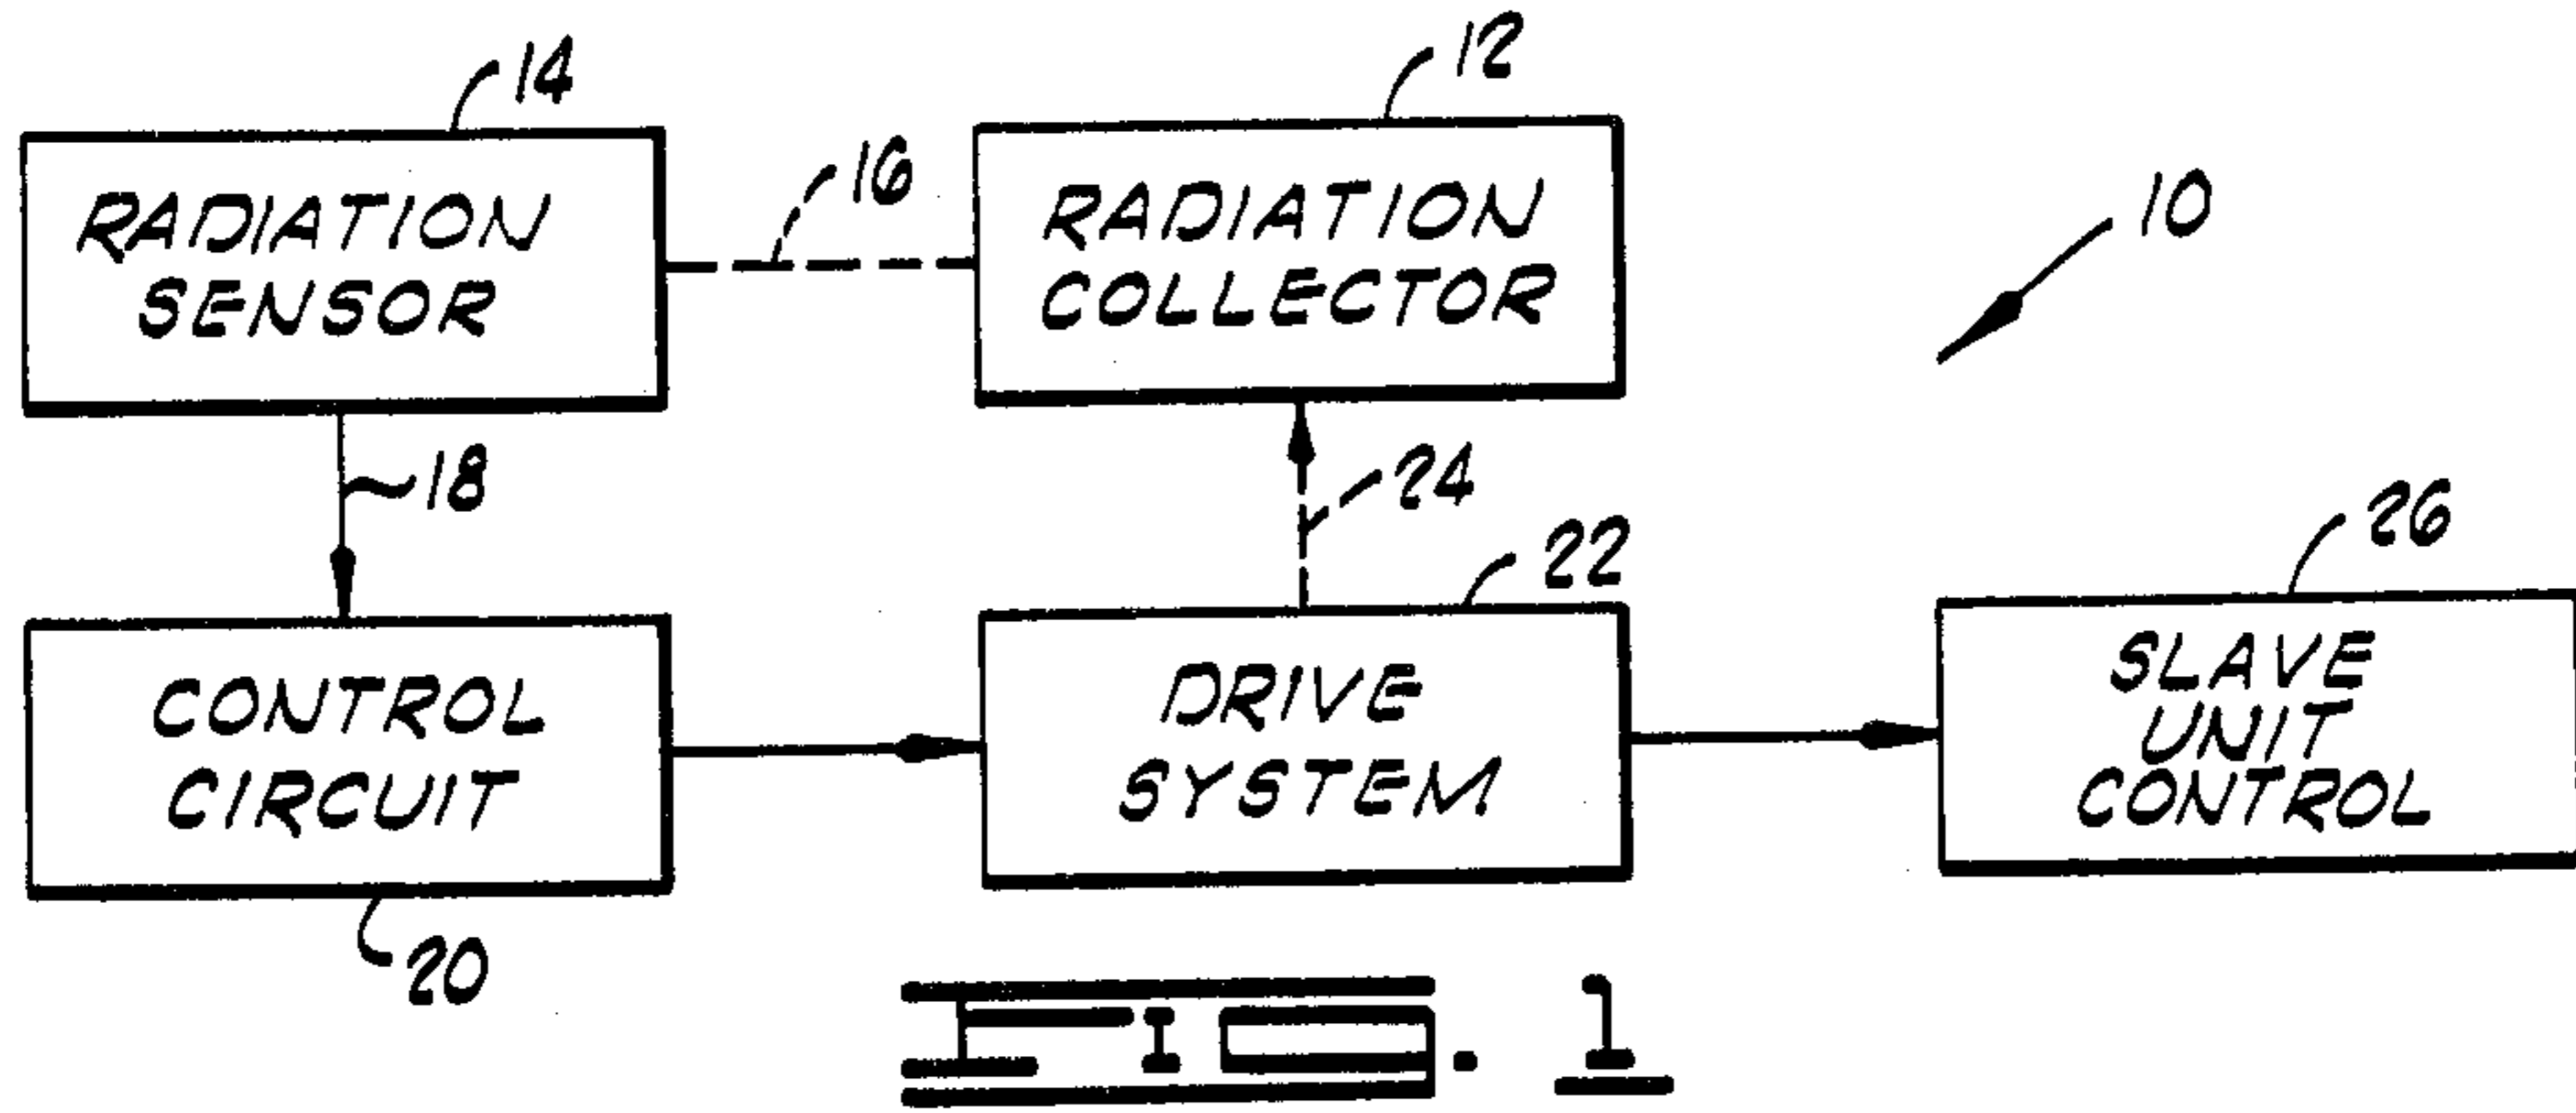 14
12
16
10
RADIATION
SENSOR
RADIATION
COLLECTOR
18
24
22
26
CONTROL
CIRCUIT
DRIVE
SYSTEM
SLAVE
UNIT
CONTROL
20
FIG. 1